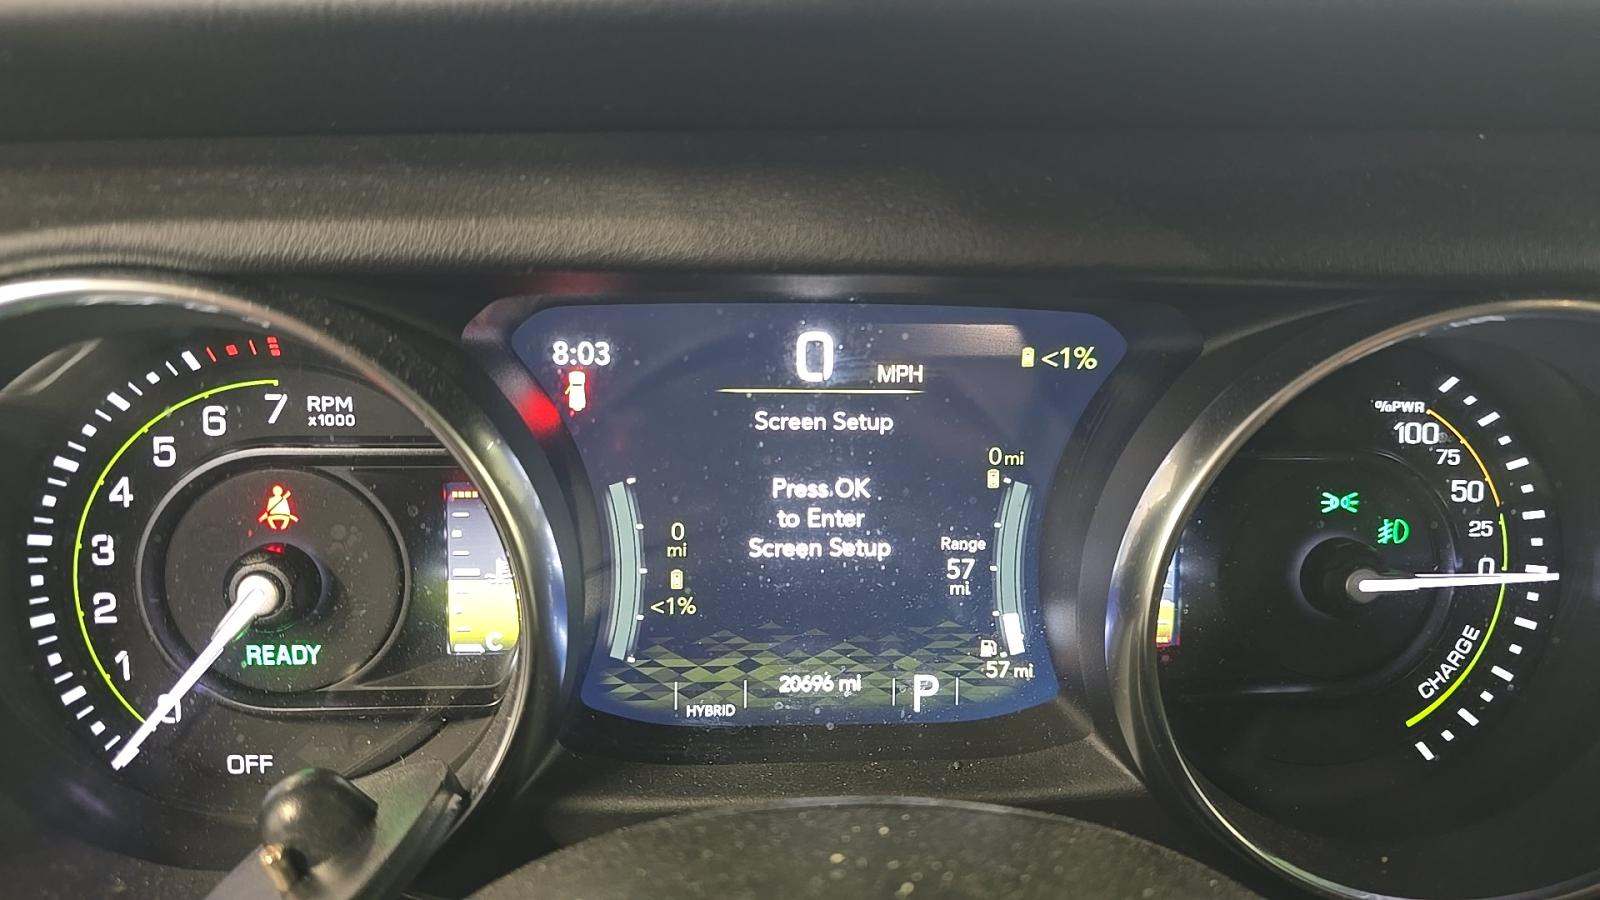 7
6
5
4
3
2
1
0
RPM
x1000
READY
OFF
C
8:03
0 MPH
<1%
Screen Setup
Press OK
to Enter
Screen Setup
0
mi
<1%
0 mi
Range
57
mi
57 mi
HYBRID
20696 mi
P
%PWR
100
75
50
25
0
CHARGE